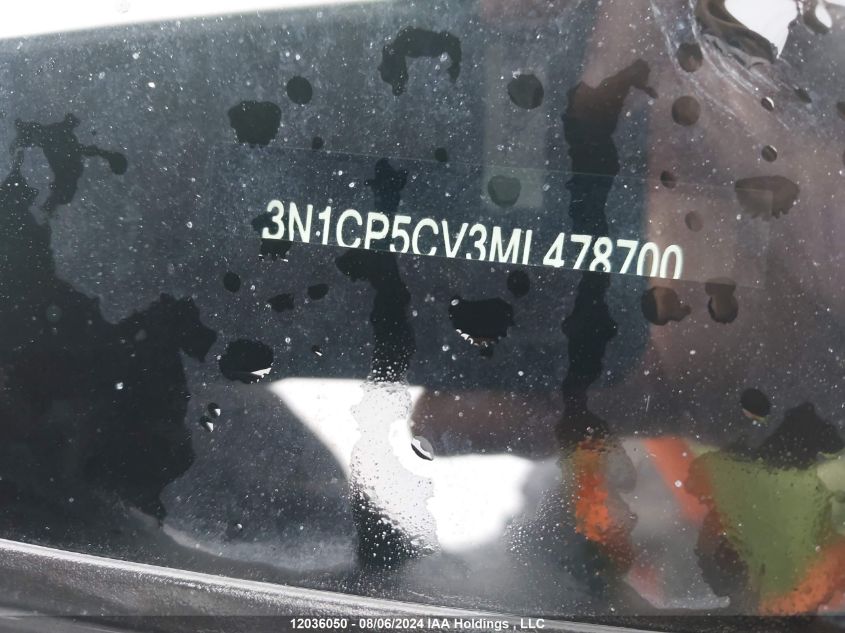 3N1CP5CV3ML478700
12036050 - 08/06/2024 IAA Holdings , LLC